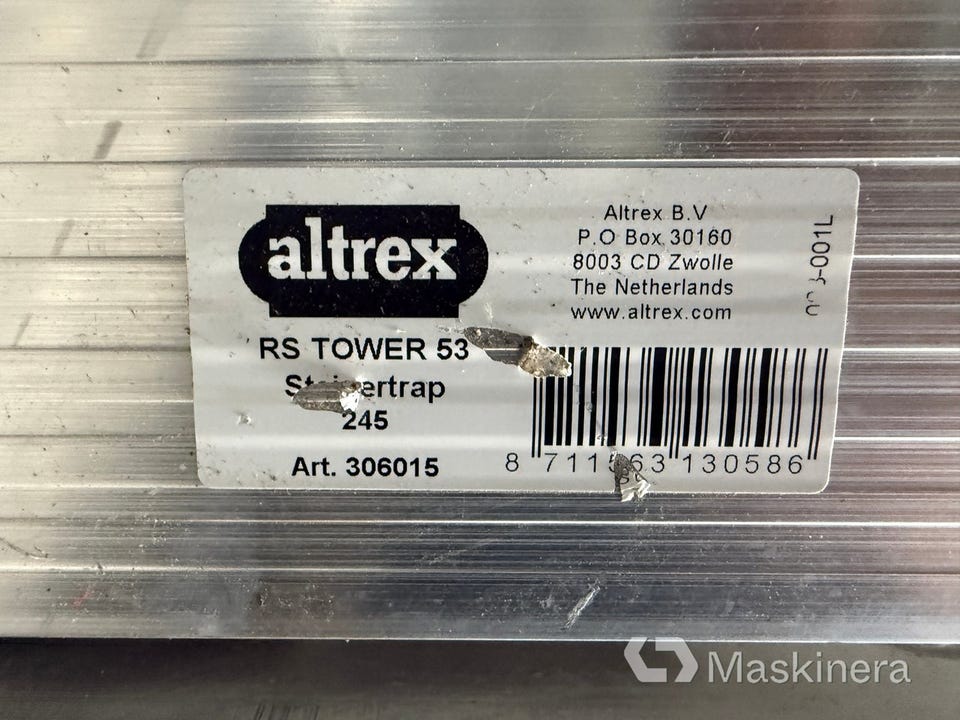 altrex
RS TOWER 53
245
Art. 306015
Altrex B.V
P.O Box 30160
8003 CD Zwolle
The Netherlands
www.altrex.com
8 711563 130586
Maskinera